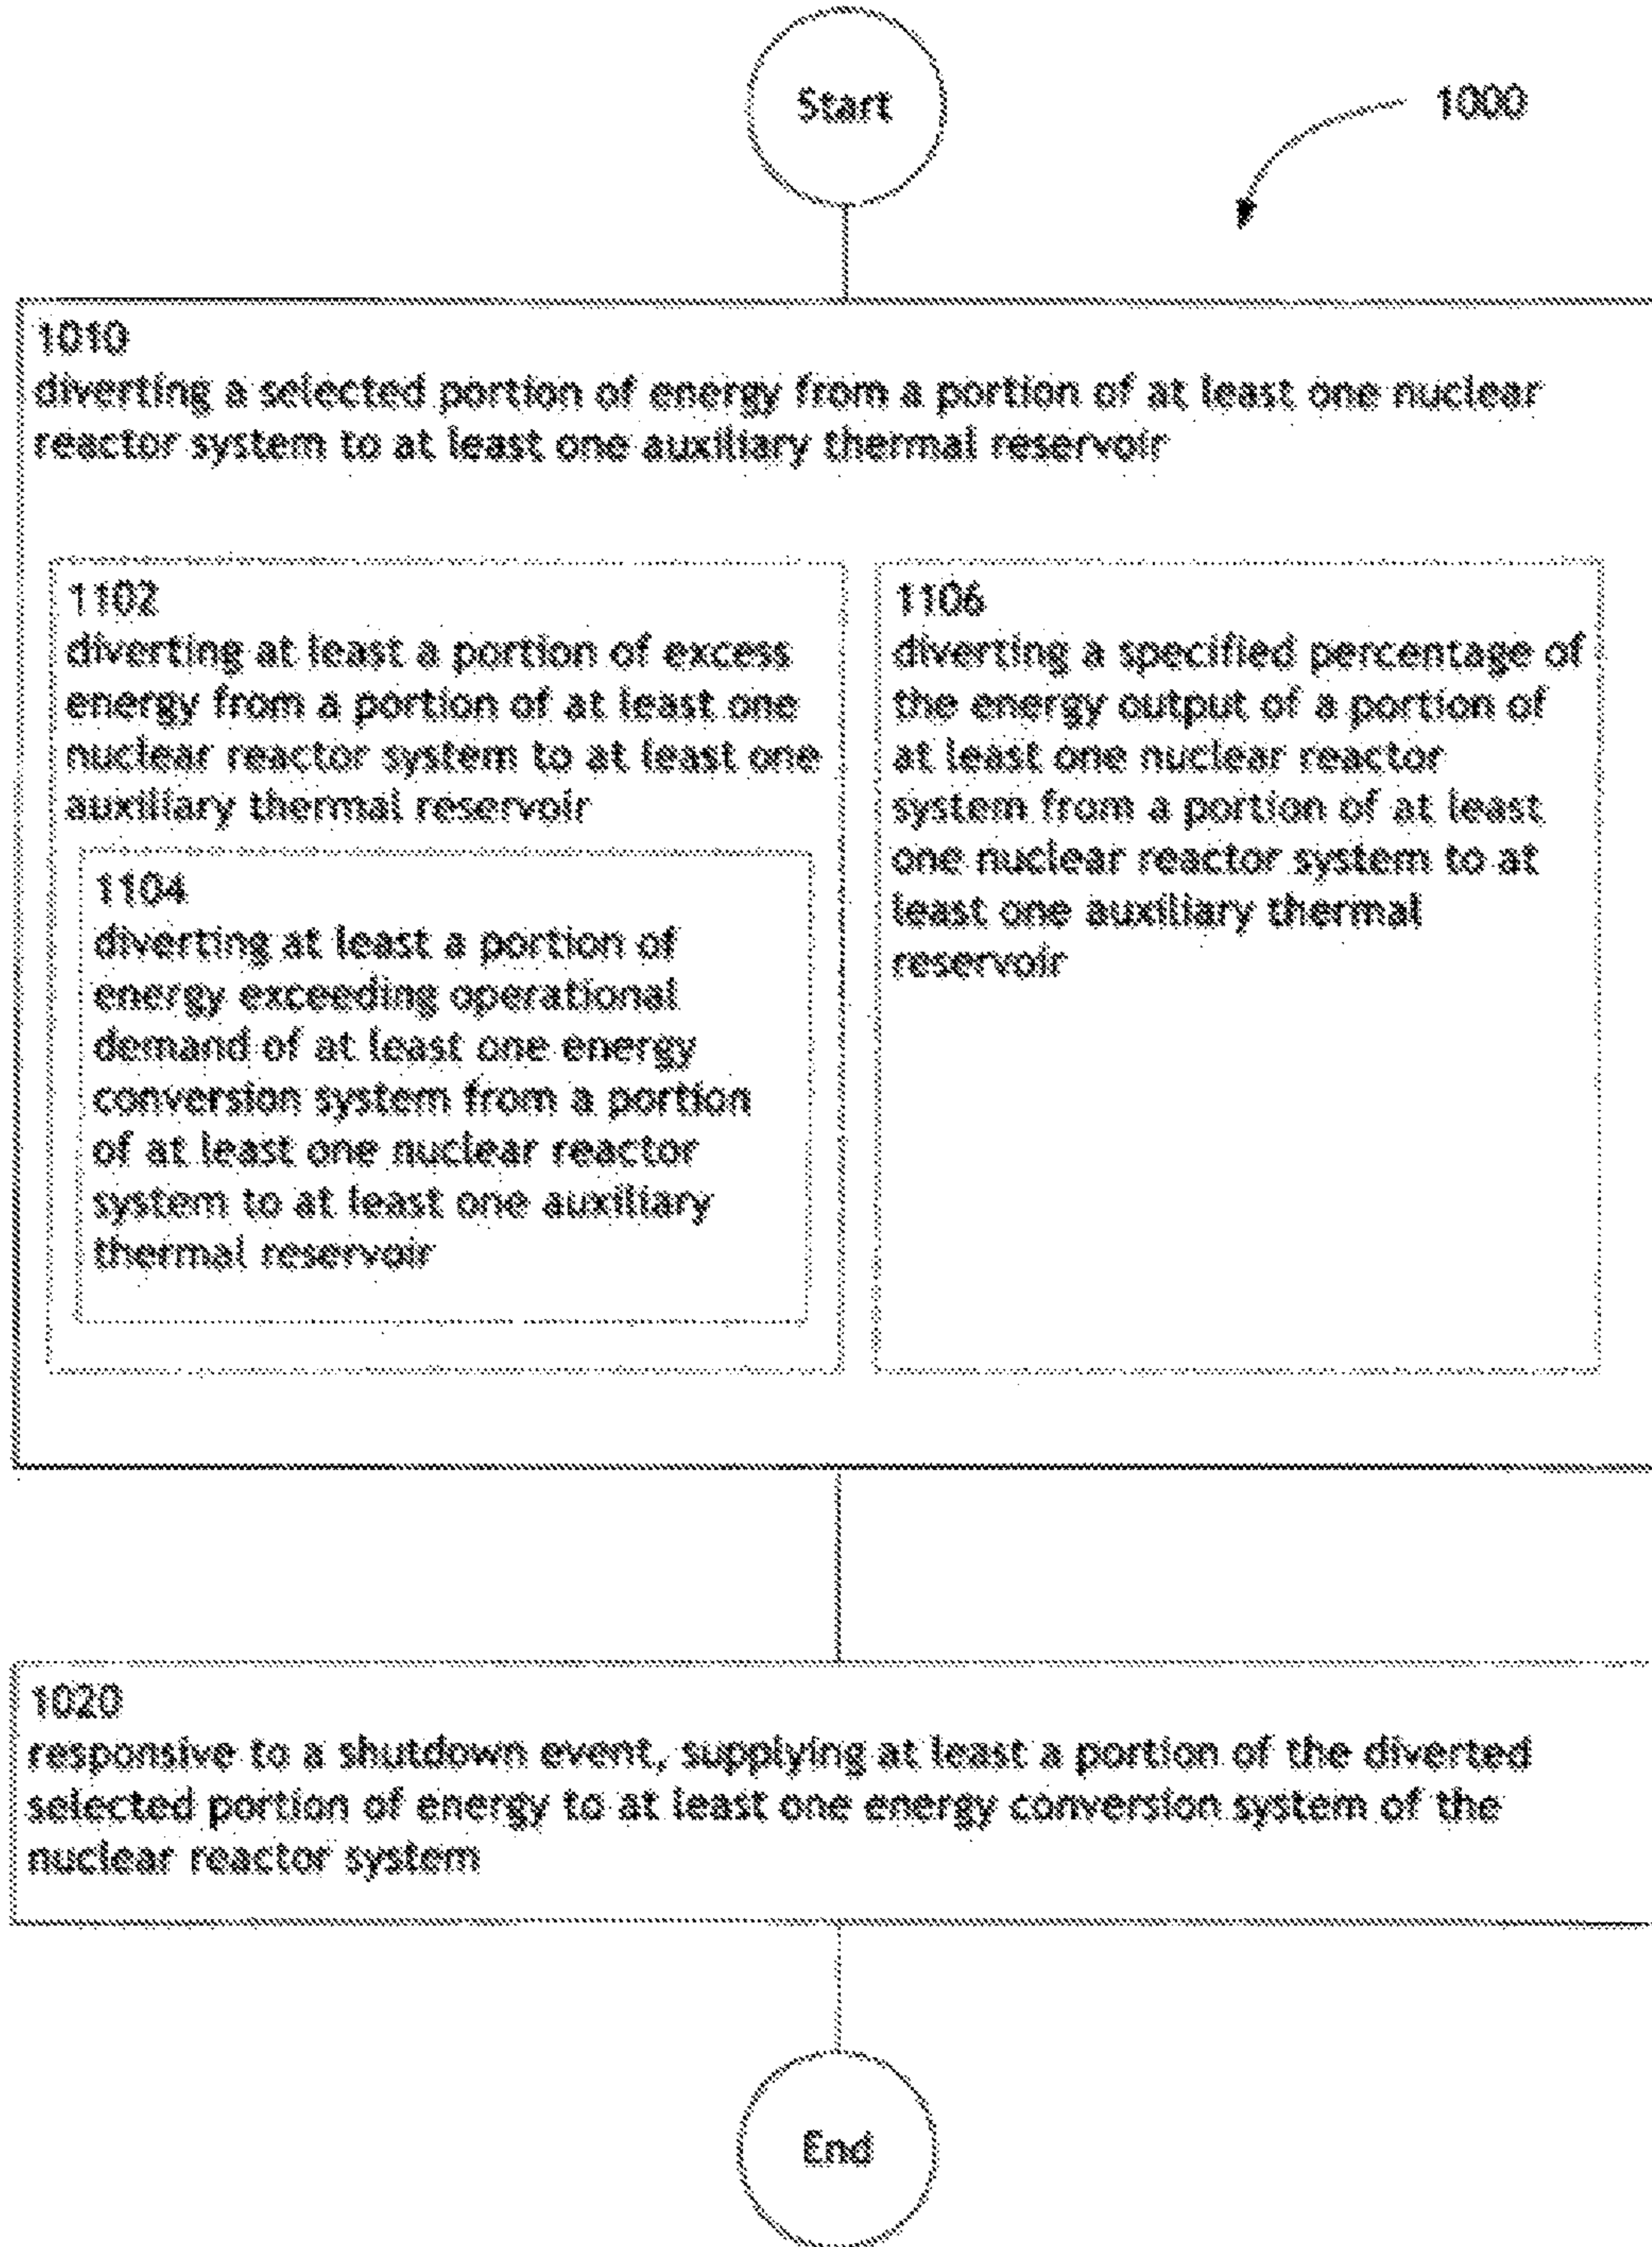 Start
1000
1010
diverting a selected portion of energy from a portion of at least one nuclear
reactor system to at least one auxiliary thermal reservoir
1102
diverting at least a portion of excess
energy from a portion of at least one
nuclear reactor system to at least one
auxiliary thermal reservoir
1104
diverting at least a portion of
energy exceeding operational
demand of at least one energy
conversion system from a portion
of at least one nuclear reactor
system to at least one auxiliary
thermal reservoir
1106
diverting a specified percentage of
the energy output of a portion of
at least one nuclear reactor
system from a portion of at least
one nuclear reactor system to at
least one auxiliary thermal
reservoir
1020
responsive to a shutdown event, supplying at least a portion of the diverted
selected portion of energy to at least one energy conversion system of the
nuclear reactor system
End